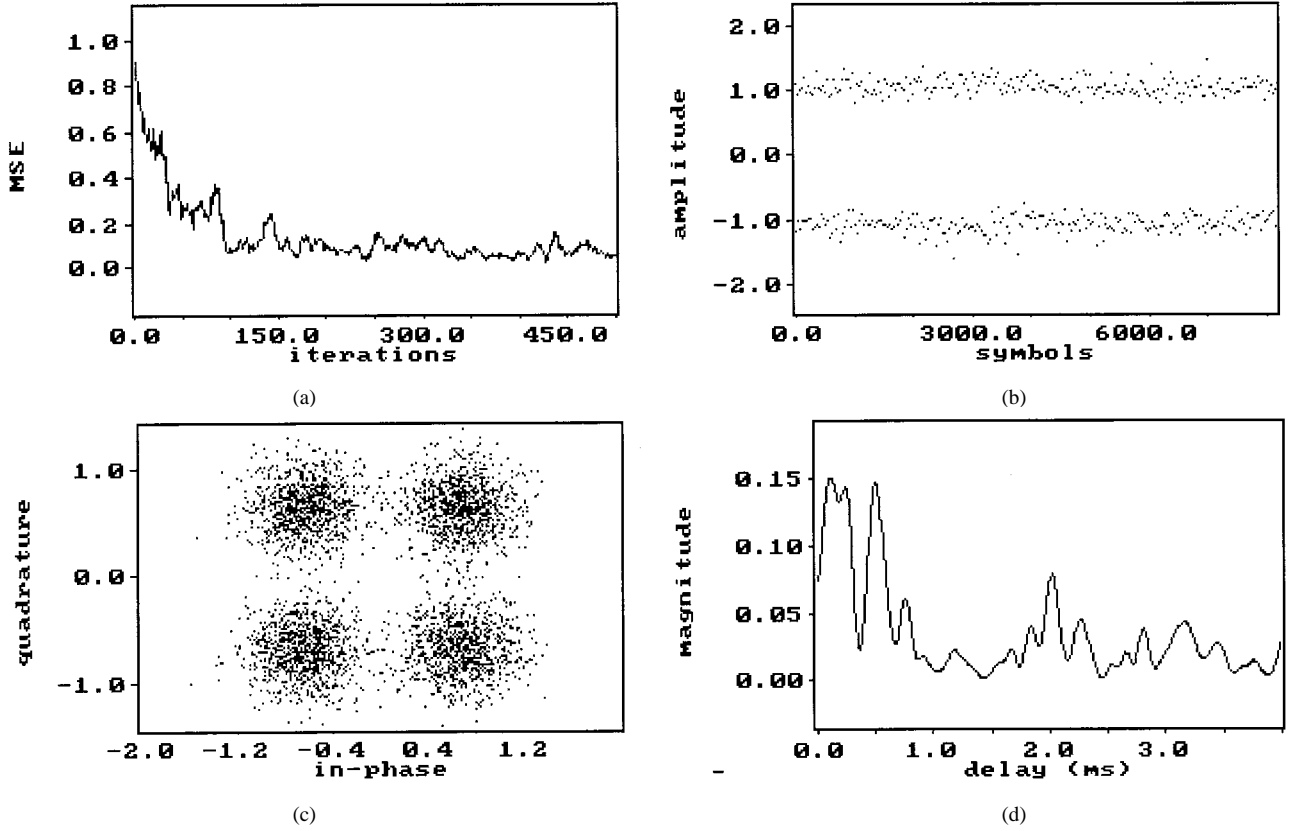 1.0
0.8
0.6
0.4
0.2
0.0
MSE
0.0 150.0 300.0 450.0
iterations
(a)
2.0
1.0
0.0
-1.0
-2.0
amplitude
0.0 3000.0 6000.0
symbols
(b)
1.0
0.0
-1.0
quadrature
-2.0 -1.2 -0.4 0.4 1.2
in-phase
(c)
0.15
0.10
0.05
0.00
magnitude
0.0 1.0 2.0 3.0
delay (ms)
(d)